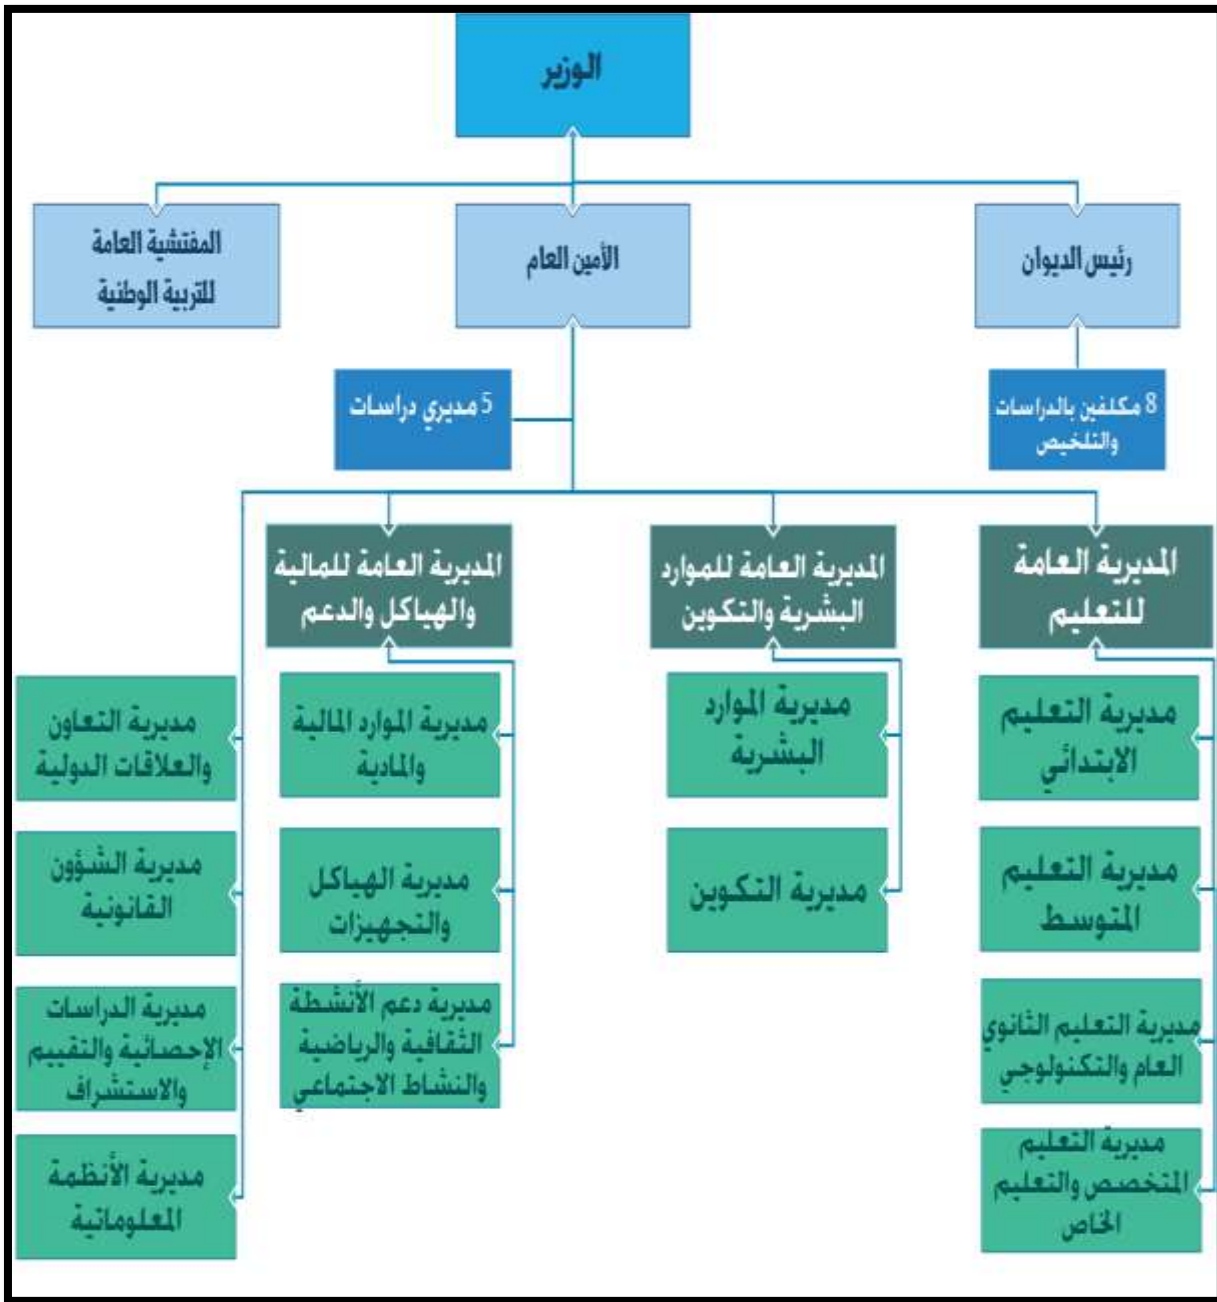 الوزير
رئيس الديوان
الأمين العام
المفتشية العامة
للتربية الوطنية
8 مكلفين بالدراسات
والتلخيص
5 مديري دراسات
المديرية العامة
للتعليم
المديرية العامة للموارد
البشرية والتكوين
المديرية العامة للمالية
والهياكل والدعم
مديرية التعليم
الابتدائي
مديرية التعليم
المتوسط
مديرية التعليم الثانوي
العام والتكنولوجي
مديرية التعليم
المتخصص والتعليم
الخاص
مديرية الموارد
البشرية
مديرية التكوين
مديرية الموارد المالية
والمادية
مديرية الهياكل
والتجهيزات
مديرية دعم الأنشطة
الثقافية والرياضية
والنشاط الاجتماعي
مديرية التعاون
والعلاقات الدولية
مديرية الشؤون
القانونية
مديرية الدراسات
الإحصائية والتقييم
والاستشراف
مديرية الأنظمة
المعلوماتية